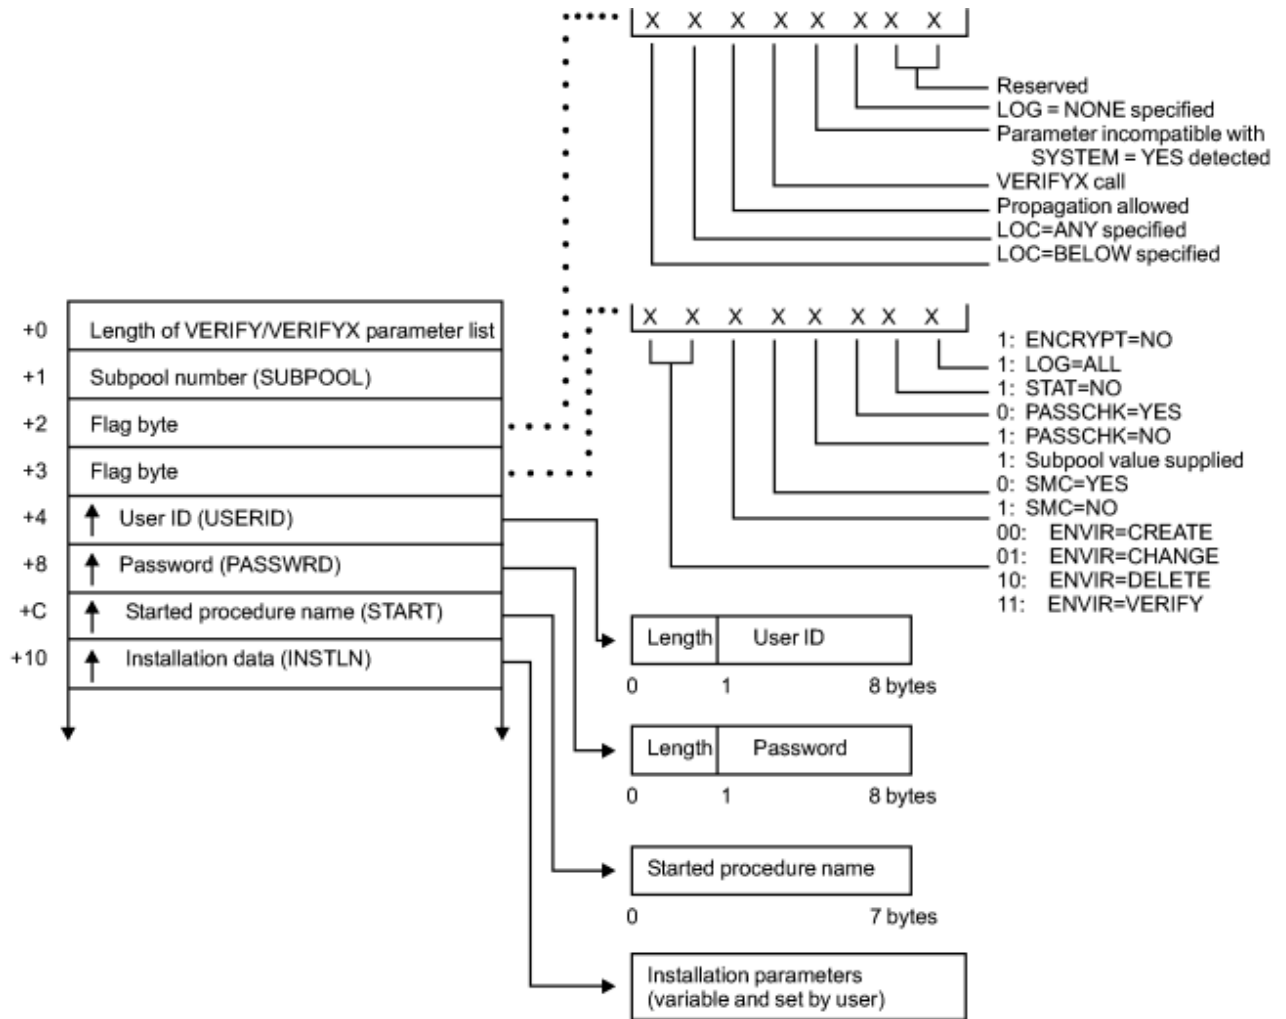 X X X X X X X X
Reserved
LOG = NONE specified
Parameter incompatible with
SYSTEM = YES detected
VERIFYX call
Propagation allowed
LOC=ANY specified
LOC=BELOW specified
+0 Length of VERIFY/VERIFYX parameter list
+1 Subpool number (SUBPOOL)
+2 Flag byte
+3 Flag byte
+4 User ID (USERID)
+8 Password (PASSWRD)
+C Started procedure name (START)
+10 Installation data (INSTLN)
X X X X X X X X
1: ENCRYPT=NO
1: LOG=ALL
1: STAT=NO
0: PASSCHK=YES
1: PASSCHK=NO
1: Subpool value supplied
0: SMC=YES
1: SMC=NO
00: ENVIR=CREATE
01: ENVIR=CHANGE
10: ENVIR=DELETE
11: ENVIR=VERIFY
Length User ID
0 1 8 bytes
Length Password
0 1 8 bytes
Started procedure name
0 7 bytes
Installation parameters
(variable and set by user)